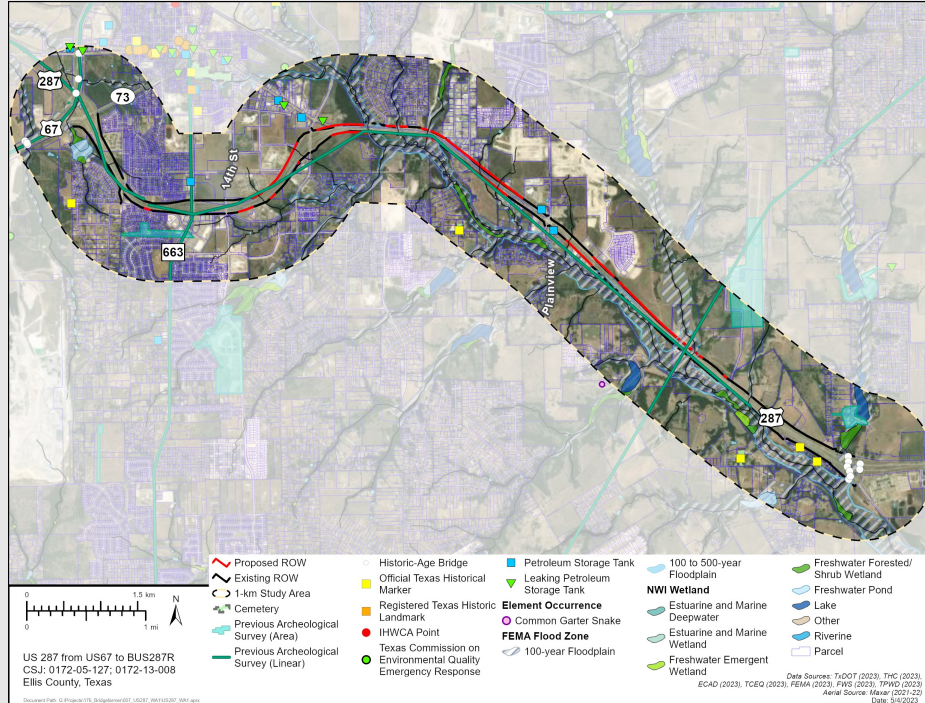 287
73
67
14th St
663
Plainview
287
Proposed ROW
Existing ROW
1-km Study Area
Cemetery
Previous Archeological
Survey (Area)
Previous Archeological
Survey (Linear)
Historic-Age Bridge
Official Texas Historical
Marker
Registered Texas Historic
Landmark
IHWCA Point
Texas Commission on
Environmental Quality
Emergency Response
Petroleum Storage Tank
Leaking Petroleum
Storage Tank
Element Occurrence
Common Garter Snake
FEMA Flood Zone
100-year Floodplain
100 to 500-year
Floodplain
NWI Wetland
Estuarine and Marine
Deepwater
Estuarine and Marine
Wetland
Freshwater Emergent
Wetland
Freshwater Forested/
Shrub Wetland
Freshwater Pond
Lake
Other
Riverine
Parcel
0 1.5 km
N
0 1 mi
US 287 from US67 to BUS287R
CSJ: 0172-05-127; 0172-13-008
Ellis County, Texas
Data Sources: TxDOT (2023), THC (2023),
ECAD (2023), TCEQ (2023), FEMA (2023), FWS (2023), TPWD (2023)
Aerial Source: Maxar (2021-22)
Date: 5/4/2023